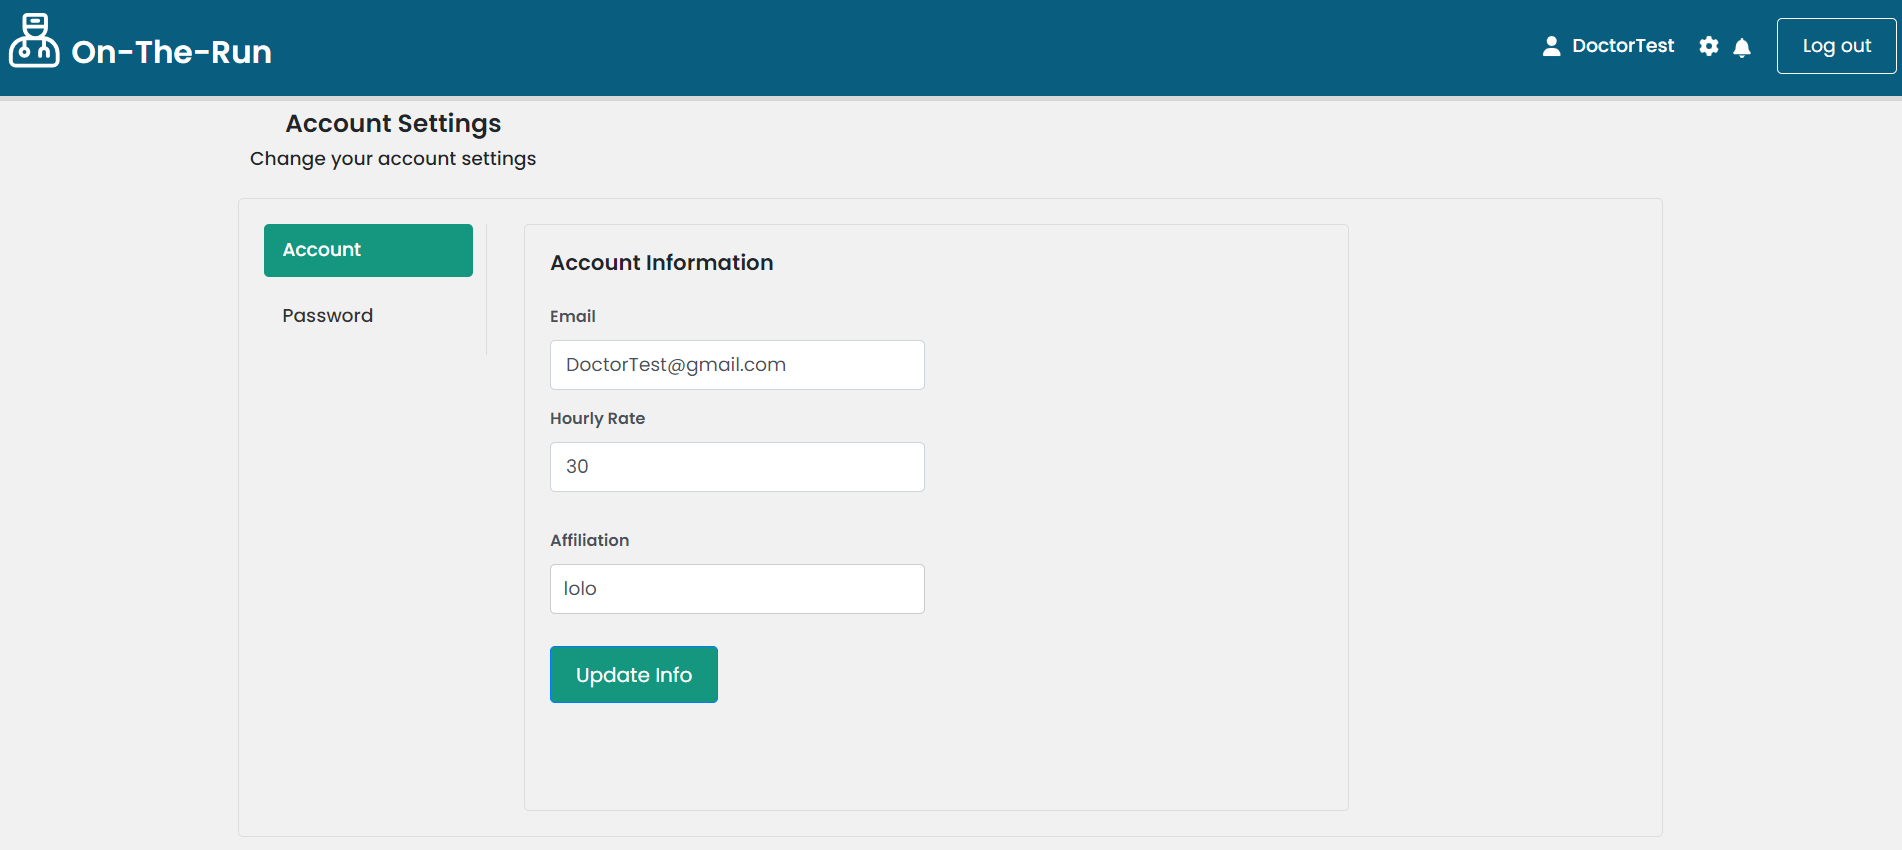 On-The-Run
DoctorTest
Log out
Account Settings
Change your account settings
Account
Password
Account Information
Email
DoctorTest@gmail.com
Hourly Rate
30
Affiliation
lolo
Update Info